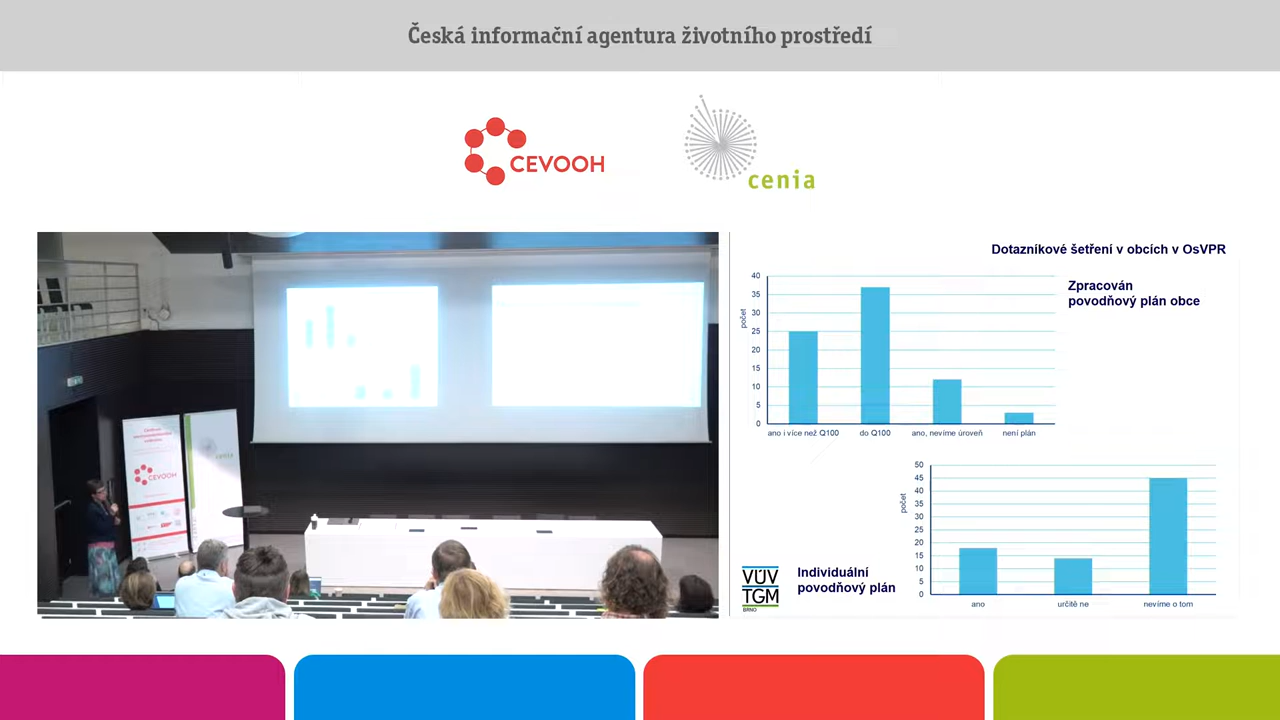 Česká informační agentura životního prostředí
CEVOOH
cenia
Dotazníkové šetření v obcích v OsVPR
Zpracován
povodňový plán obce
40
35
30
25
20
15
10
5
0
počet
ano i více než Q100
do Q100
ano, nevíme úroveň
není plán
50
45
40
35
30
25
20
15
10
5
0
počet
ano
určitě ne
nevíme o tom
Individuální
povodňový plán
VÚV
TGM
BRNO
CEVOOH
cenia